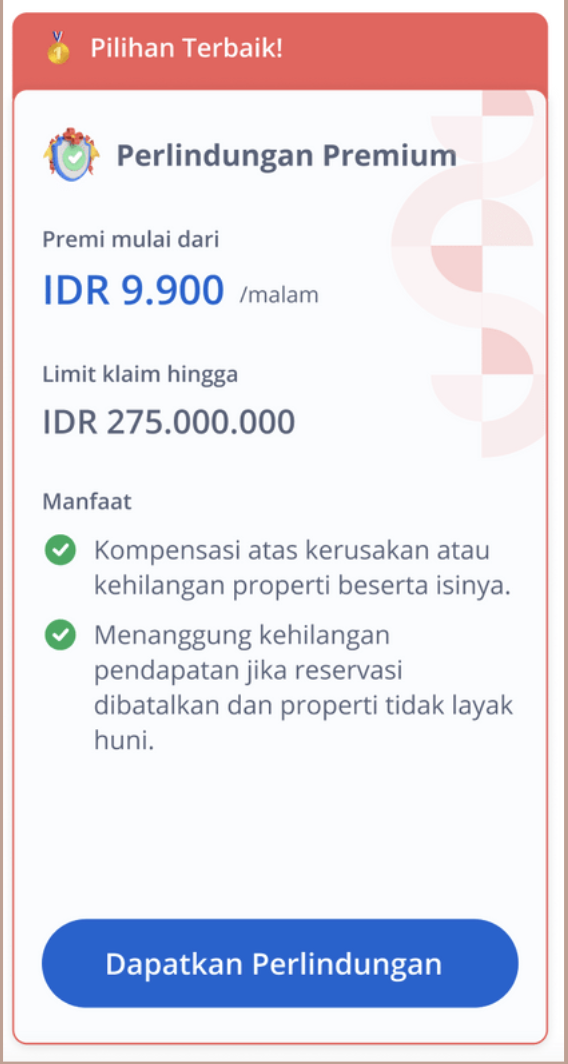 1
Pilihan Terbaik!
Perlindungan Premium
Premi mulai dari
IDR 9.900 /malam
Limit klaim hingga
IDR 275.000.000
Manfaat
Kompensasi atas kerusakan atau
kehilangan properti beserta isinya.
Menanggung kehilangan
pendapatan jika reservasi
dibatalkan dan properti tidak layak
huni.
Dapatkan Perlindungan